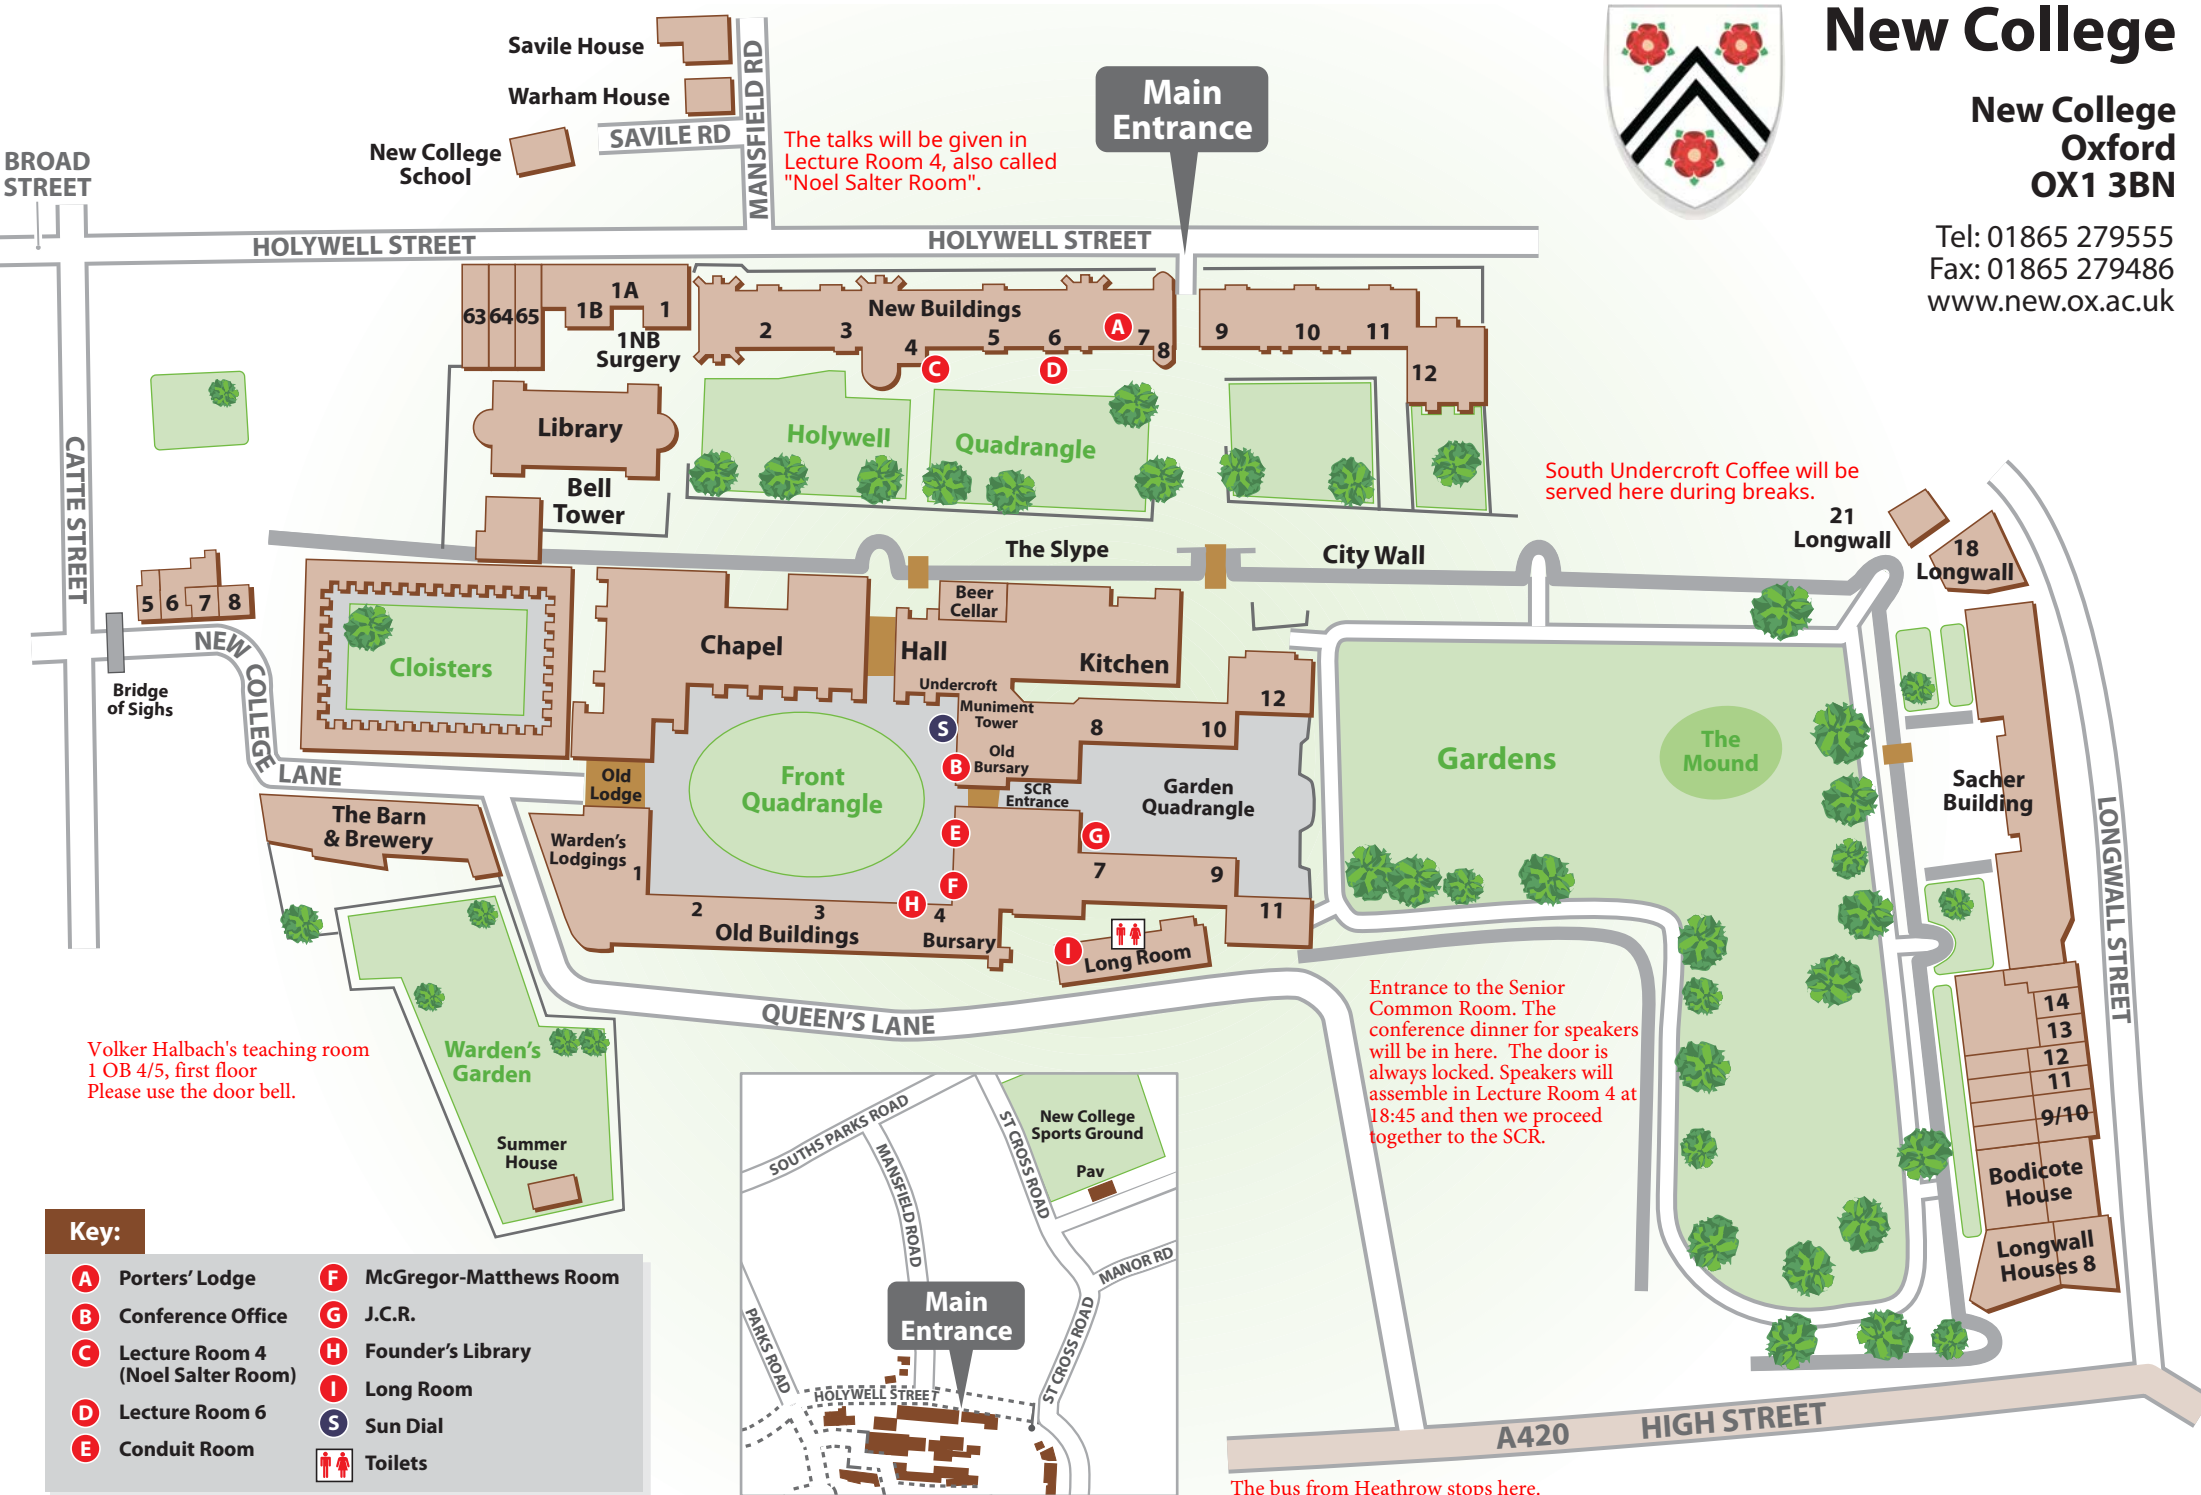 New College
New College
Oxford
OX1 3BN
Tel: 01865 279555
Fax: 01865 279486
www.new.ox.ac.uk
Savile House
Warham House
New College
School
SAVILE RD
MANSFIELD RD
BROAD
STREET
The talks will be given in
Lecture Room 4, also called
"Noel Salter Room".
Main
Entrance
HOLYWELL STREET
HOLYWELL STREET
63 64 65
1A
1B
1
1NB
Surgery
New Buildings
2
3
4
5
6
A
7
8
C
D
9
10
11
12
Library
Holywell
Quadrangle
Bell
Tower
CATTE STREET
South Undercroft Coffee will be
served here during breaks.
21
Longwall
18
Longwall
The Slype
City Wall
5 6 7 8
NEW COLLEGE LANE
Bridge
of Sighs
Cloisters
Chapel
Beer
Cellar
Hall
Kitchen
Undercroft
Muniment
Tower
S
Old
Bursary
B
8
10
12
SCR
Entrance
Old
Lodge
Front
Quadrangle
Garden
Quadrangle
Gardens
The
Mound
Sacher
Building
LONGWALL STREET
The Barn
& Brewery
Warden's
Lodgings
1
E
G
F
H
7
9
11
2
3
4
Old Buildings
Bursary
I
Long Room
QUEEN'S LANE
Entrance to the Senior
Common Room. The
conference dinner for speakers
will be in here. The door is
always locked. Speakers will
assemble in Lecture Room 4 at
18:45 and then we proceed
together to the SCR.
14
13
12
11
9/10
Bodicote
House
Longwall
Houses 8
Volker Halbach's teaching room
1 OB 4/5, first floor
Please use the door bell.
Warden's
Garden
Summer
House
SOUTHS PARKS ROAD
MANSFIELD ROAD
ST CROSS ROAD
New College
Sports Ground
Pav
MANOR RD
PARKS ROAD
Main
Entrance
ST CROSS ROAD
HOLYWELL STREET
Key:
A Porters' Lodge
B Conference Office
C Lecture Room 4
(Noel Salter Room)
D Lecture Room 6
E Conduit Room
F McGregor-Matthews Room
G J.C.R.
H Founder's Library
I Long Room
S Sun Dial
Toilets
A420 HIGH STREET
The bus from Heathrow stops here.